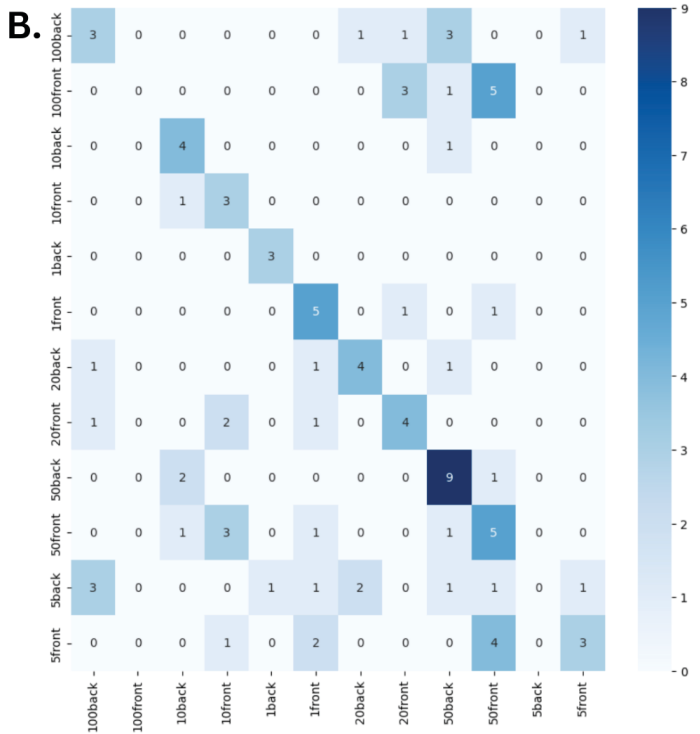 B.
100back 3 0 0 0 0 0 1 1 3 0 0 1
100front 0 0 0 0 0 0 0 3 1 5 0 0
10back 0 0 4 0 0 0 0 0 1 0 0 0
10front 0 0 1 3 0 0 0 0 0 0 0 0
1back 0 0 0 0 3 0 0 0 0 0 0 0
1front 0 0 0 0 0 5 0 1 0 1 0 0
20back 1 0 0 0 0 1 4 0 1 0 0 0
20front 1 0 0 2 0 1 0 4 0 0 0 0
50back 0 0 2 0 0 0 0 0 9 1 0 0
50front 0 0 1 3 0 1 0 0 1 5 0 0
5back 3 0 0 0 1 1 2 0 1 1 0 1
5front 0 0 0 1 0 2 0 0 0 4 0 3
100back 100front 10back 10front 1back 1front 20back 20front 50back 50front 5back 5front
9
8
7
6
5
4
3
2
1
0